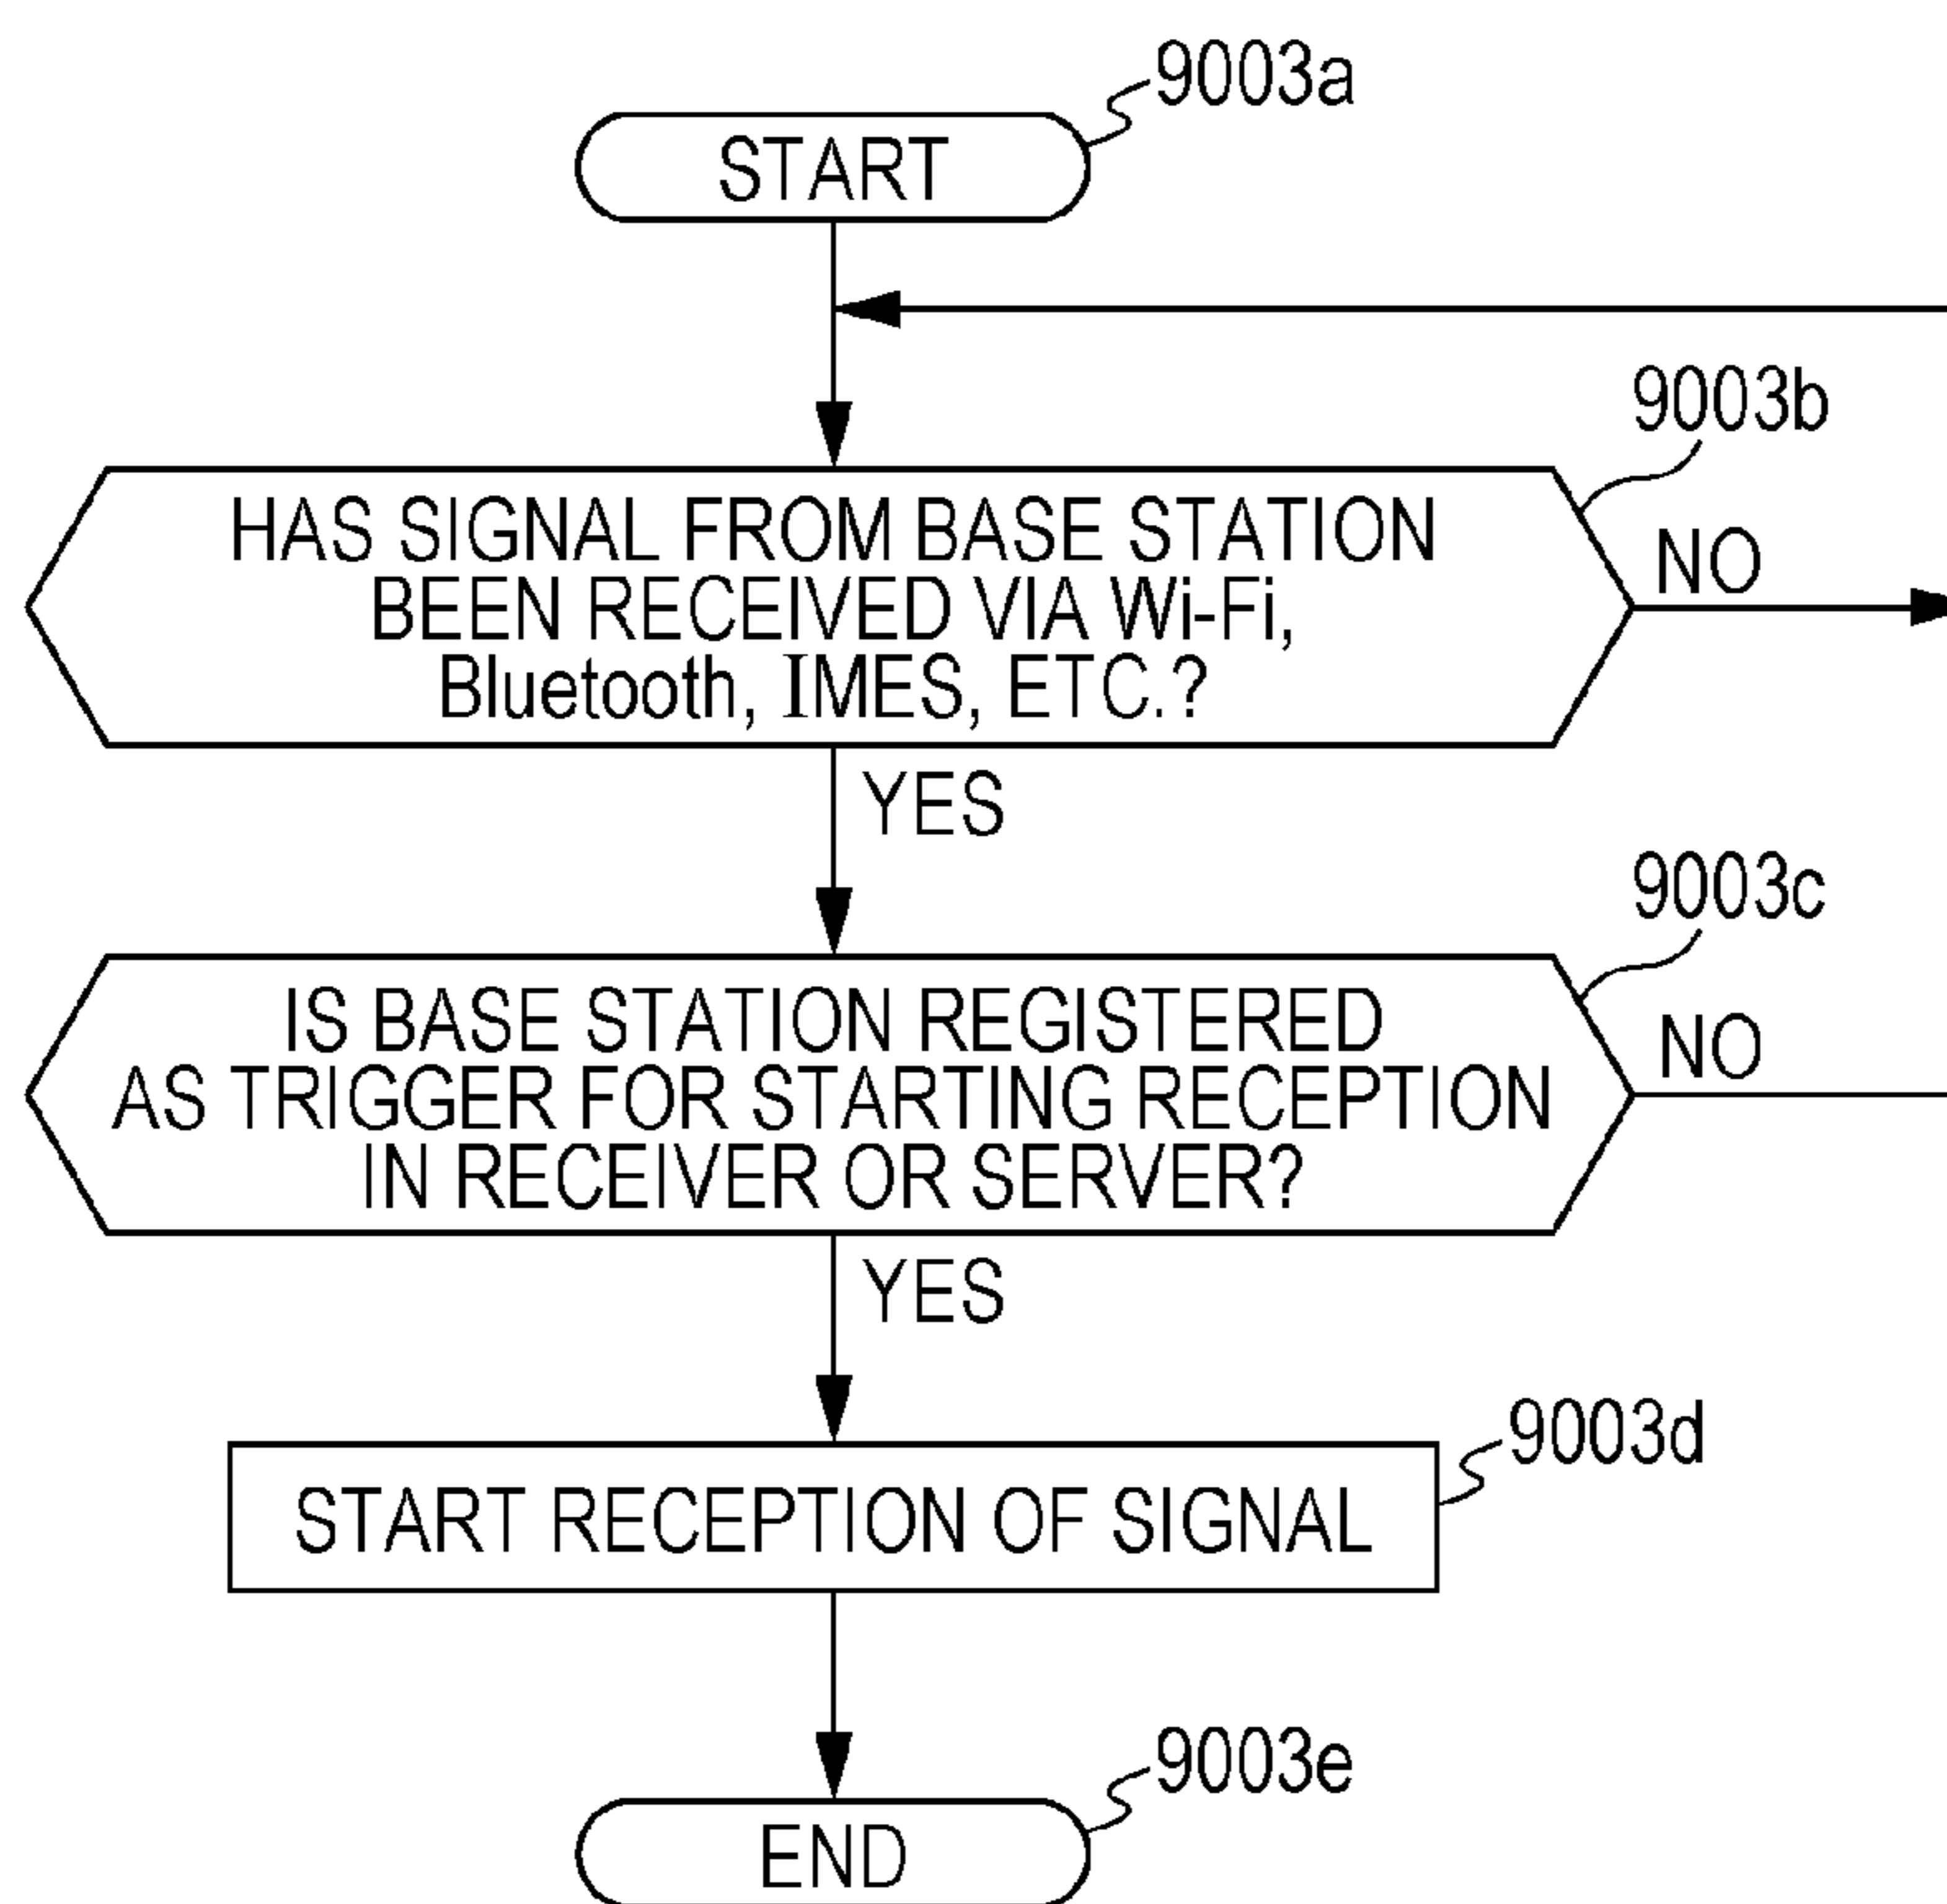 9003a
START
9003b
HAS SIGNAL FROM BASE STATION
BEEN RECEIVED VIA Wi-Fi,
Bluetooth, IMES, ETC.?
NO
YES
9003c
IS BASE STATION REGISTERED
AS TRIGGER FOR STARTING RECEPTION
IN RECEIVER OR SERVER?
NO
YES
9003d
START RECEPTION OF SIGNAL
9003e
END